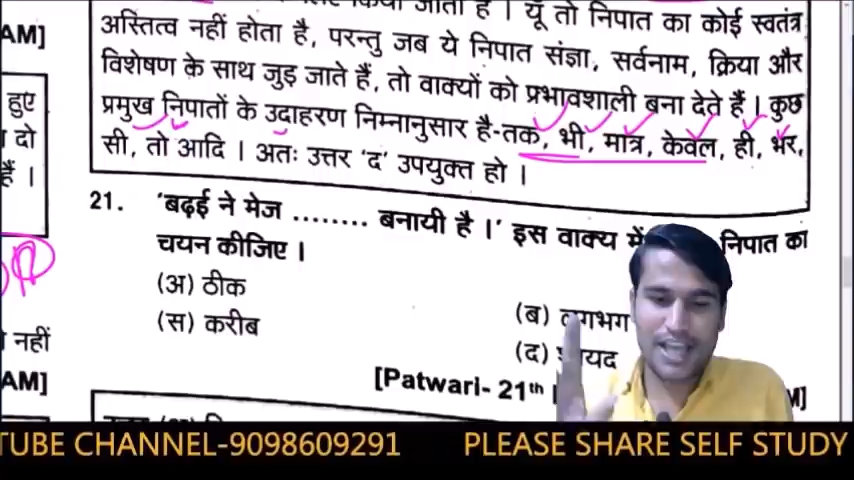 अस्तित्व नहीं होता है, परन्तु जब ये निपात संज्ञा, सर्वनाम, क्रिया और
विशेषण के साथ जुड़ जाते हैं, तो वाक्यों को प्रभावशाली बना देते हैं । कुछ
प्रमुख निपातों के उदाहरण निम्नानुसार है-तक, भी, मात्र, केवल, ही, भर,
सी, तो आदि । अतः उत्तर 'द' उपयुक्त हो ।
AM]
हुए
दो
हैं ।
21. 'बढ़ई ने मेज ........ बनायी है ।' इस वाक्य में निपात का
चयन कीजिए ।
(अ) ठीक
(ब) लगभग
(स) करीब
(द)
नहीं
AM]
[Patwari- 21th
TUBE CHANNEL-9098609291 PLEASE SHARE SELF STUDY